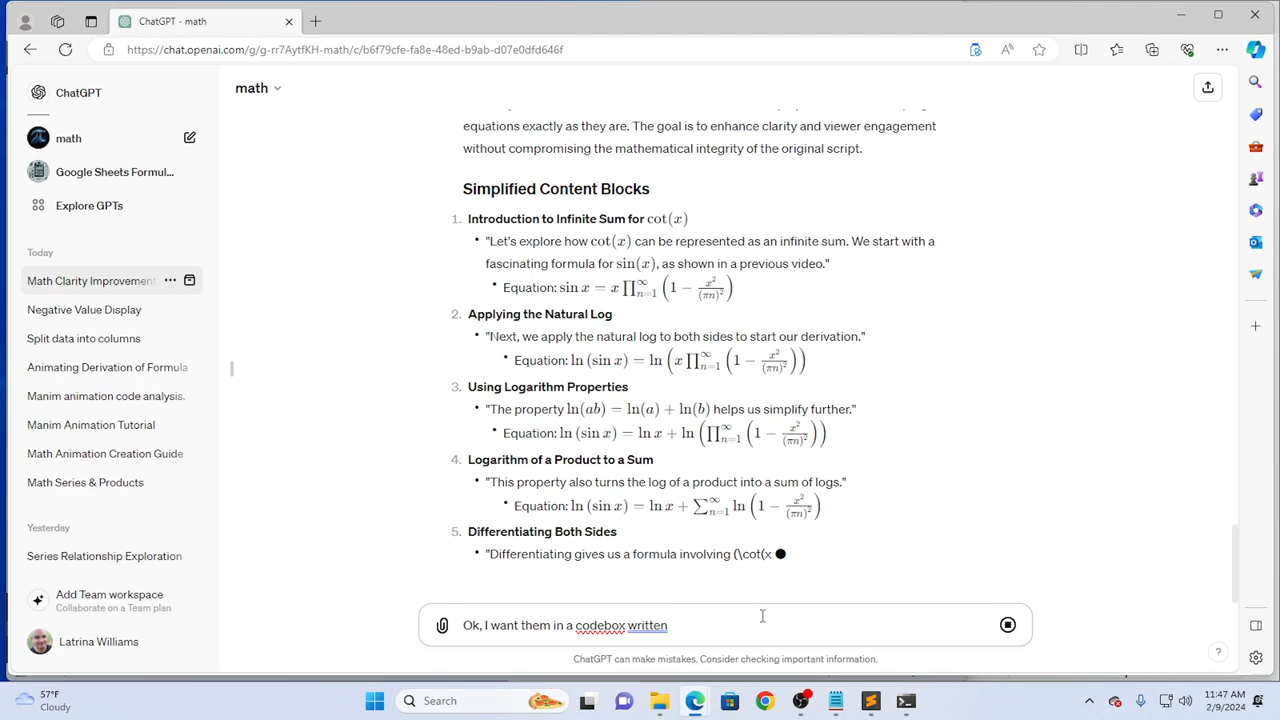 ChatGPT - math
https://chat.openai.com/g/g-rr7AytfKH-math/c/b6f79cfe-fa8e-48ed-b9ab-d07e0dfd646f
ChatGPT
math
Google Sheets Formul...
Explore GPTs
Today
Math Clarity Improvement
Negative Value Display
Split data into columns
Animating Derivation of Formula
Manim animation code analysis.
Manim Animation Tutorial
Math Animation Creation Guide
Math Series & Products
Yesterday
Series Relationship Exploration
Add Team workspace
Collaborate on a Team plan
Latrina Williams
math
equations exactly as they are. The goal is to enhance clarity and viewer engagement
without compromising the mathematical integrity of the original script.
Simplified Content Blocks
1. Introduction to Infinite Sum for cot(x)
• "Let's explore how cot(x) can be represented as an infinite sum. We start with a
fascinating formula for sin(x), as shown in a previous video."
• Equation: sin x = x ∏_{n=1}^{∞} (1 − x²/(πn)²)
2. Applying the Natural Log
• "Next, we apply the natural log to both sides to start our derivation."
• Equation: ln (sin x) = ln (x ∏_{n=1}^{∞} (1 − x²/(πn)²))
3. Using Logarithm Properties
• "The property ln(ab) = ln(a) + ln(b) helps us simplify further."
• Equation: ln (sin x) = ln x + ln (∏_{n=1}^{∞} (1 − x²/(πn)²))
4. Logarithm of a Product to a Sum
• "This property also turns the log of a product into a sum of logs."
• Equation: ln (sin x) = ln x + ∑_{n=1}^{∞} ln (1 − x²/(πn)²)
5. Differentiating Both Sides
• "Differentiating gives us a formula involving (\cot(x
Ok, I want them in a codebox written
ChatGPT can make mistakes. Consider checking important information.
?
57°F
Cloudy
Search
11:47 AM
2/9/2024